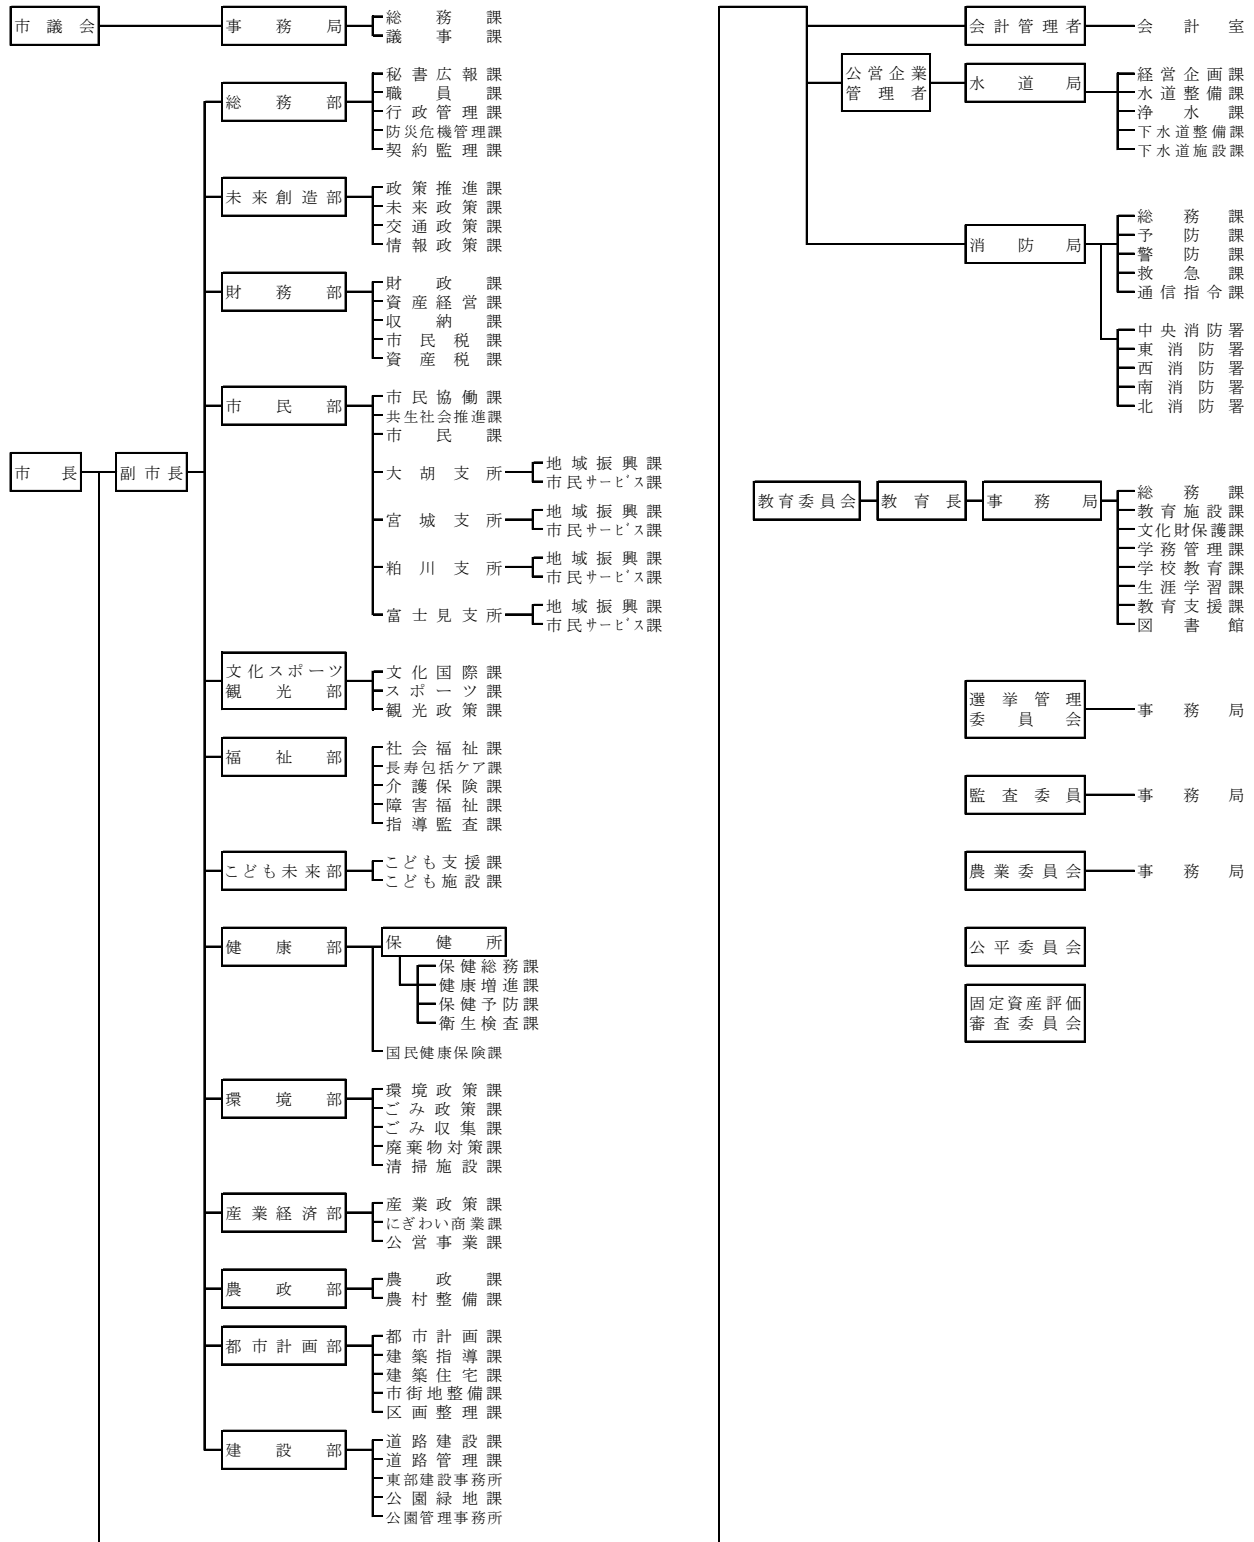 市議会
事務局
総務課
議事課
市長
副市長
総務部
秘書広報課
職員課
行政管理課
防災危機管理課
契約監理課
未来創造部
政策推進課
未来政策課
交通政策課
情報政策課
財務部
財政課
資産経営課
収納課
市民税課
資産税課
市民部
市民協働課
共生社会推進課
市民課
大胡支所
地域振興課
市民サービス課
宮城支所
地域振興課
市民サービス課
粕川支所
地域振興課
市民サービス課
富士見支所
地域振興課
市民サービス課
文化スポーツ
観光部
文化国際課
スポーツ課
観光政策課
福祉部
社会福祉課
長寿包括ケア課
介護保険課
障害福祉課
指導監査課
こども未来部
こども支援課
こども施設課
健康部
保健所
保健総務課
健康増進課
保健予防課
衛生検査課
国民健康保険課
環境部
環境政策課
ごみ政策課
ごみ収集課
廃棄物対策課
清掃施設課
産業経済部
産業政策課
にぎわい商業課
公営事業課
農政部
農政課
農村整備課
都市計画部
都市計画課
建築指導課
建築住宅課
市街地整備課
区画整理課
建設部
道路建設課
道路管理課
東部建設事務所
公園緑地課
公園管理事務所
会計管理者
会計室
公営企業
管理者
水道局
経営企画課
水道整備課
浄水課
下水道整備課
下水道施設課
消防局
総務課
予防課
警防課
救急課
通信指令課
中央消防署
東消防署
西消防署
南消防署
北消防署
教育委員会
教育長
事務局
総務課
教育施設課
文化財保護課
学務管理課
学校教育課
生涯学習課
教育支援課
図書館
選挙管理
委員会
事務局
監査委員
事務局
農業委員会
事務局
公平委員会
固定資産評価
審査委員会